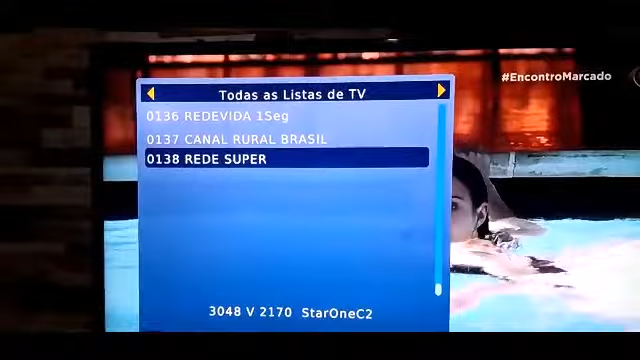 #EncontroMarcado
Todas as Listas de TV
0136 REDEVIDA 1Seg
0137 CANAL RURAL BRASIL
0138 REDE SUPER
3048 V 2170 StarOneC2